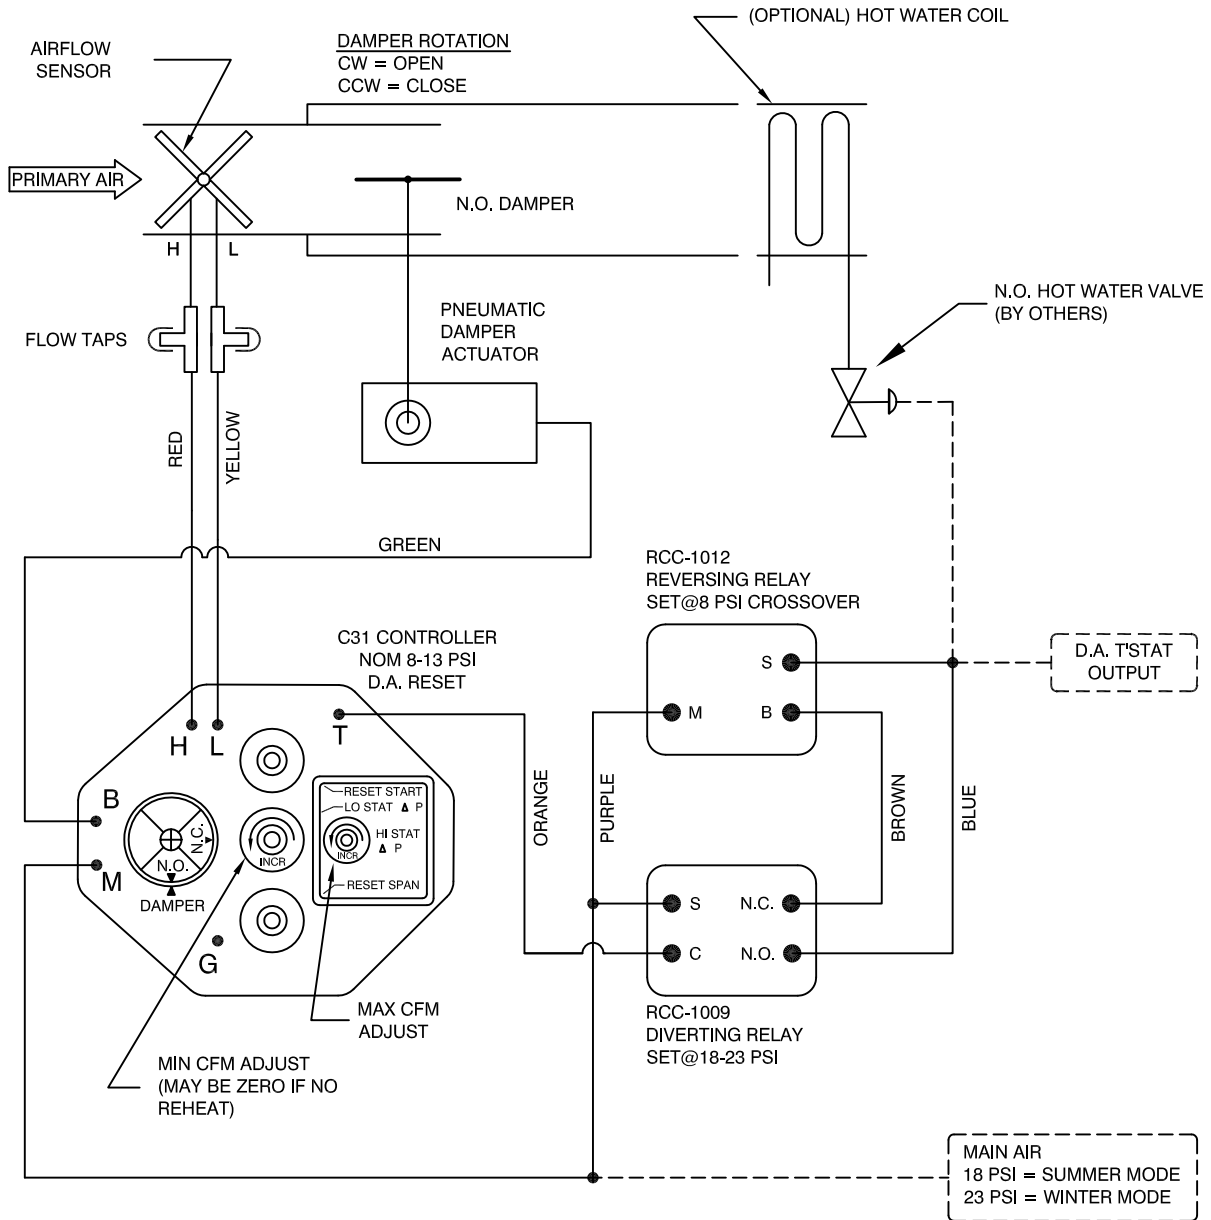 (OPTIONAL) HOT WATER COIL
AIRFLOW
SENSOR
DAMPER ROTATION
CW = OPEN
CCW = CLOSE
PRIMARY AIR
N.O. DAMPER
H L
N.O. HOT WATER VALVE
(BY OTHERS)
FLOW TAPS
PNEUMATIC
DAMPER
ACTUATOR
RED
YELLOW
GREEN
RCC-1012
REVERSING RELAY
SET@8 PSI CROSSOVER
C31 CONTROLLER
NOM 8-13 PSI
D.A. RESET
S
M B
D.A. T'STAT
OUTPUT
H L T
ORANGE
PURPLE
BROWN
BLUE
B
M
N.C.
N.O.
DAMPER
INCR
RESET START
LO STAT Δ P
HI STAT
Δ P
INCR
RESET SPAN
G
S N.C.
C N.O.
RCC-1009
DIVERTING RELAY
SET@18-23 PSI
MAX CFM
ADJUST
MIN CFM ADJUST
(MAY BE ZERO IF NO
REHEAT)
MAIN AIR
18 PSI = SUMMER MODE
23 PSI = WINTER MODE